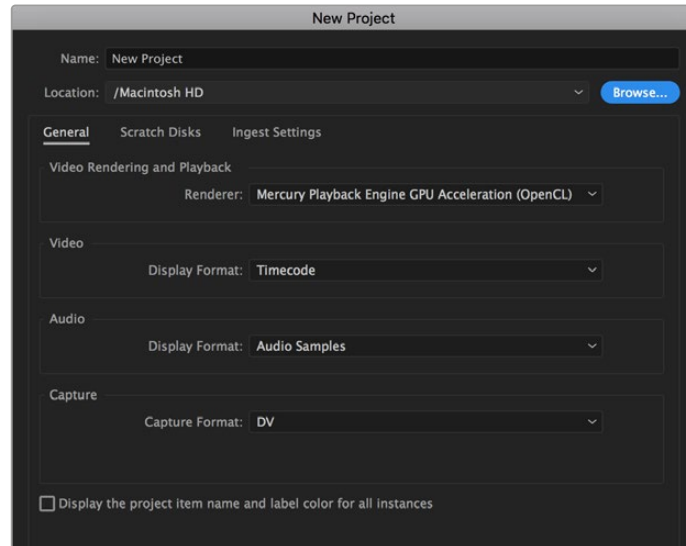 New Project
Name: New Project
Location: /Macintosh HD Browse...
General Scratch Disks Ingest Settings
Video Rendering and Playback
Renderer: Mercury Playback Engine GPU Acceleration (OpenCL)
Video
Display Format: Timecode
Audio
Display Format: Audio Samples
Capture
Capture Format: DV
Display the project item name and label color for all instances